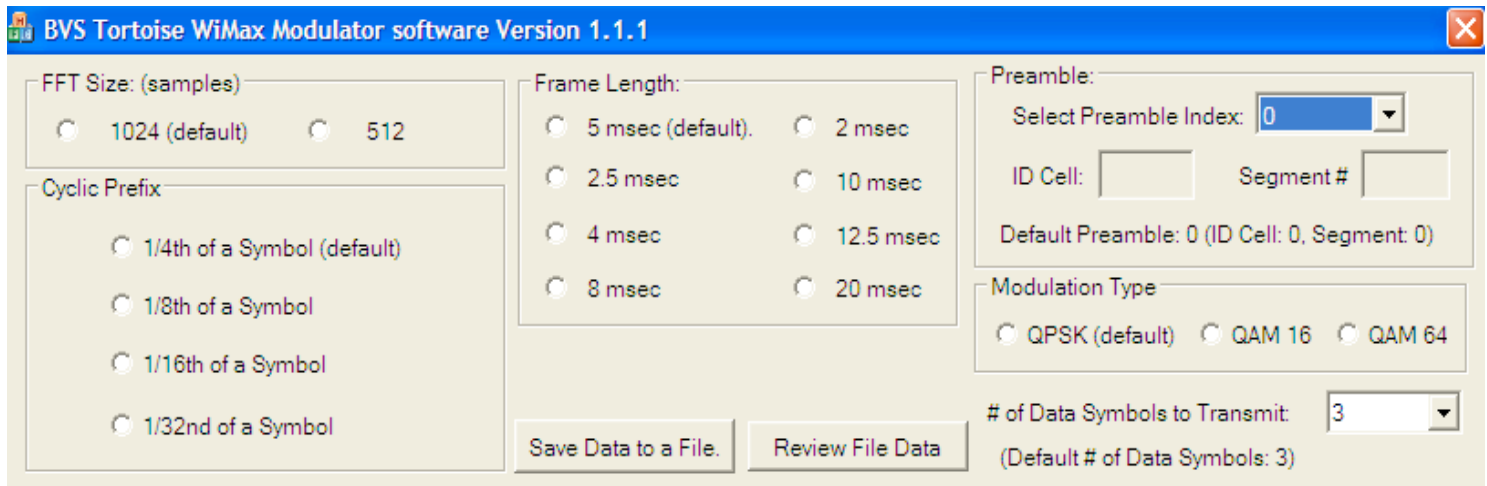 BVS Tortoise WiMax Modulator software Version 1.1.1
FFT Size: (samples)
1024 (default)
512
Cyclic Prefix
1/4th of a Symbol (default)
1/8th of a Symbol
1/16th of a Symbol
1/32nd of a Symbol
Frame Length:
5 msec (default).
2 msec
2.5 msec
10 msec
4 msec
12.5 msec
8 msec
20 msec
Save Data to a File.
Review File Data
Preamble:
Select Preamble Index: 0
ID Cell:
Segment #
Default Preamble: 0 (ID Cell: 0, Segment: 0)
Modulation Type
QPSK (default)
QAM 16
QAM 64
# of Data Symbols to Transmit: 3
(Default # of Data Symbols: 3)